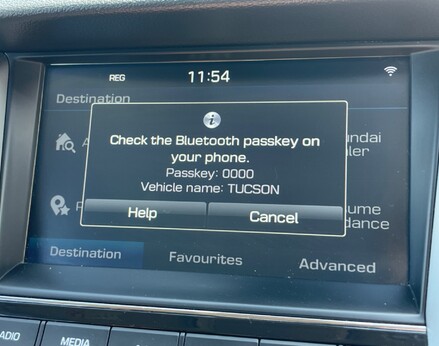 REG 11:54
Destination
Check the Bluetooth passkey on
your phone.
Passkey: 0000
Vehicle name: TUCSON
Help Cancel
Destination Favourites Advanced
MEDIA